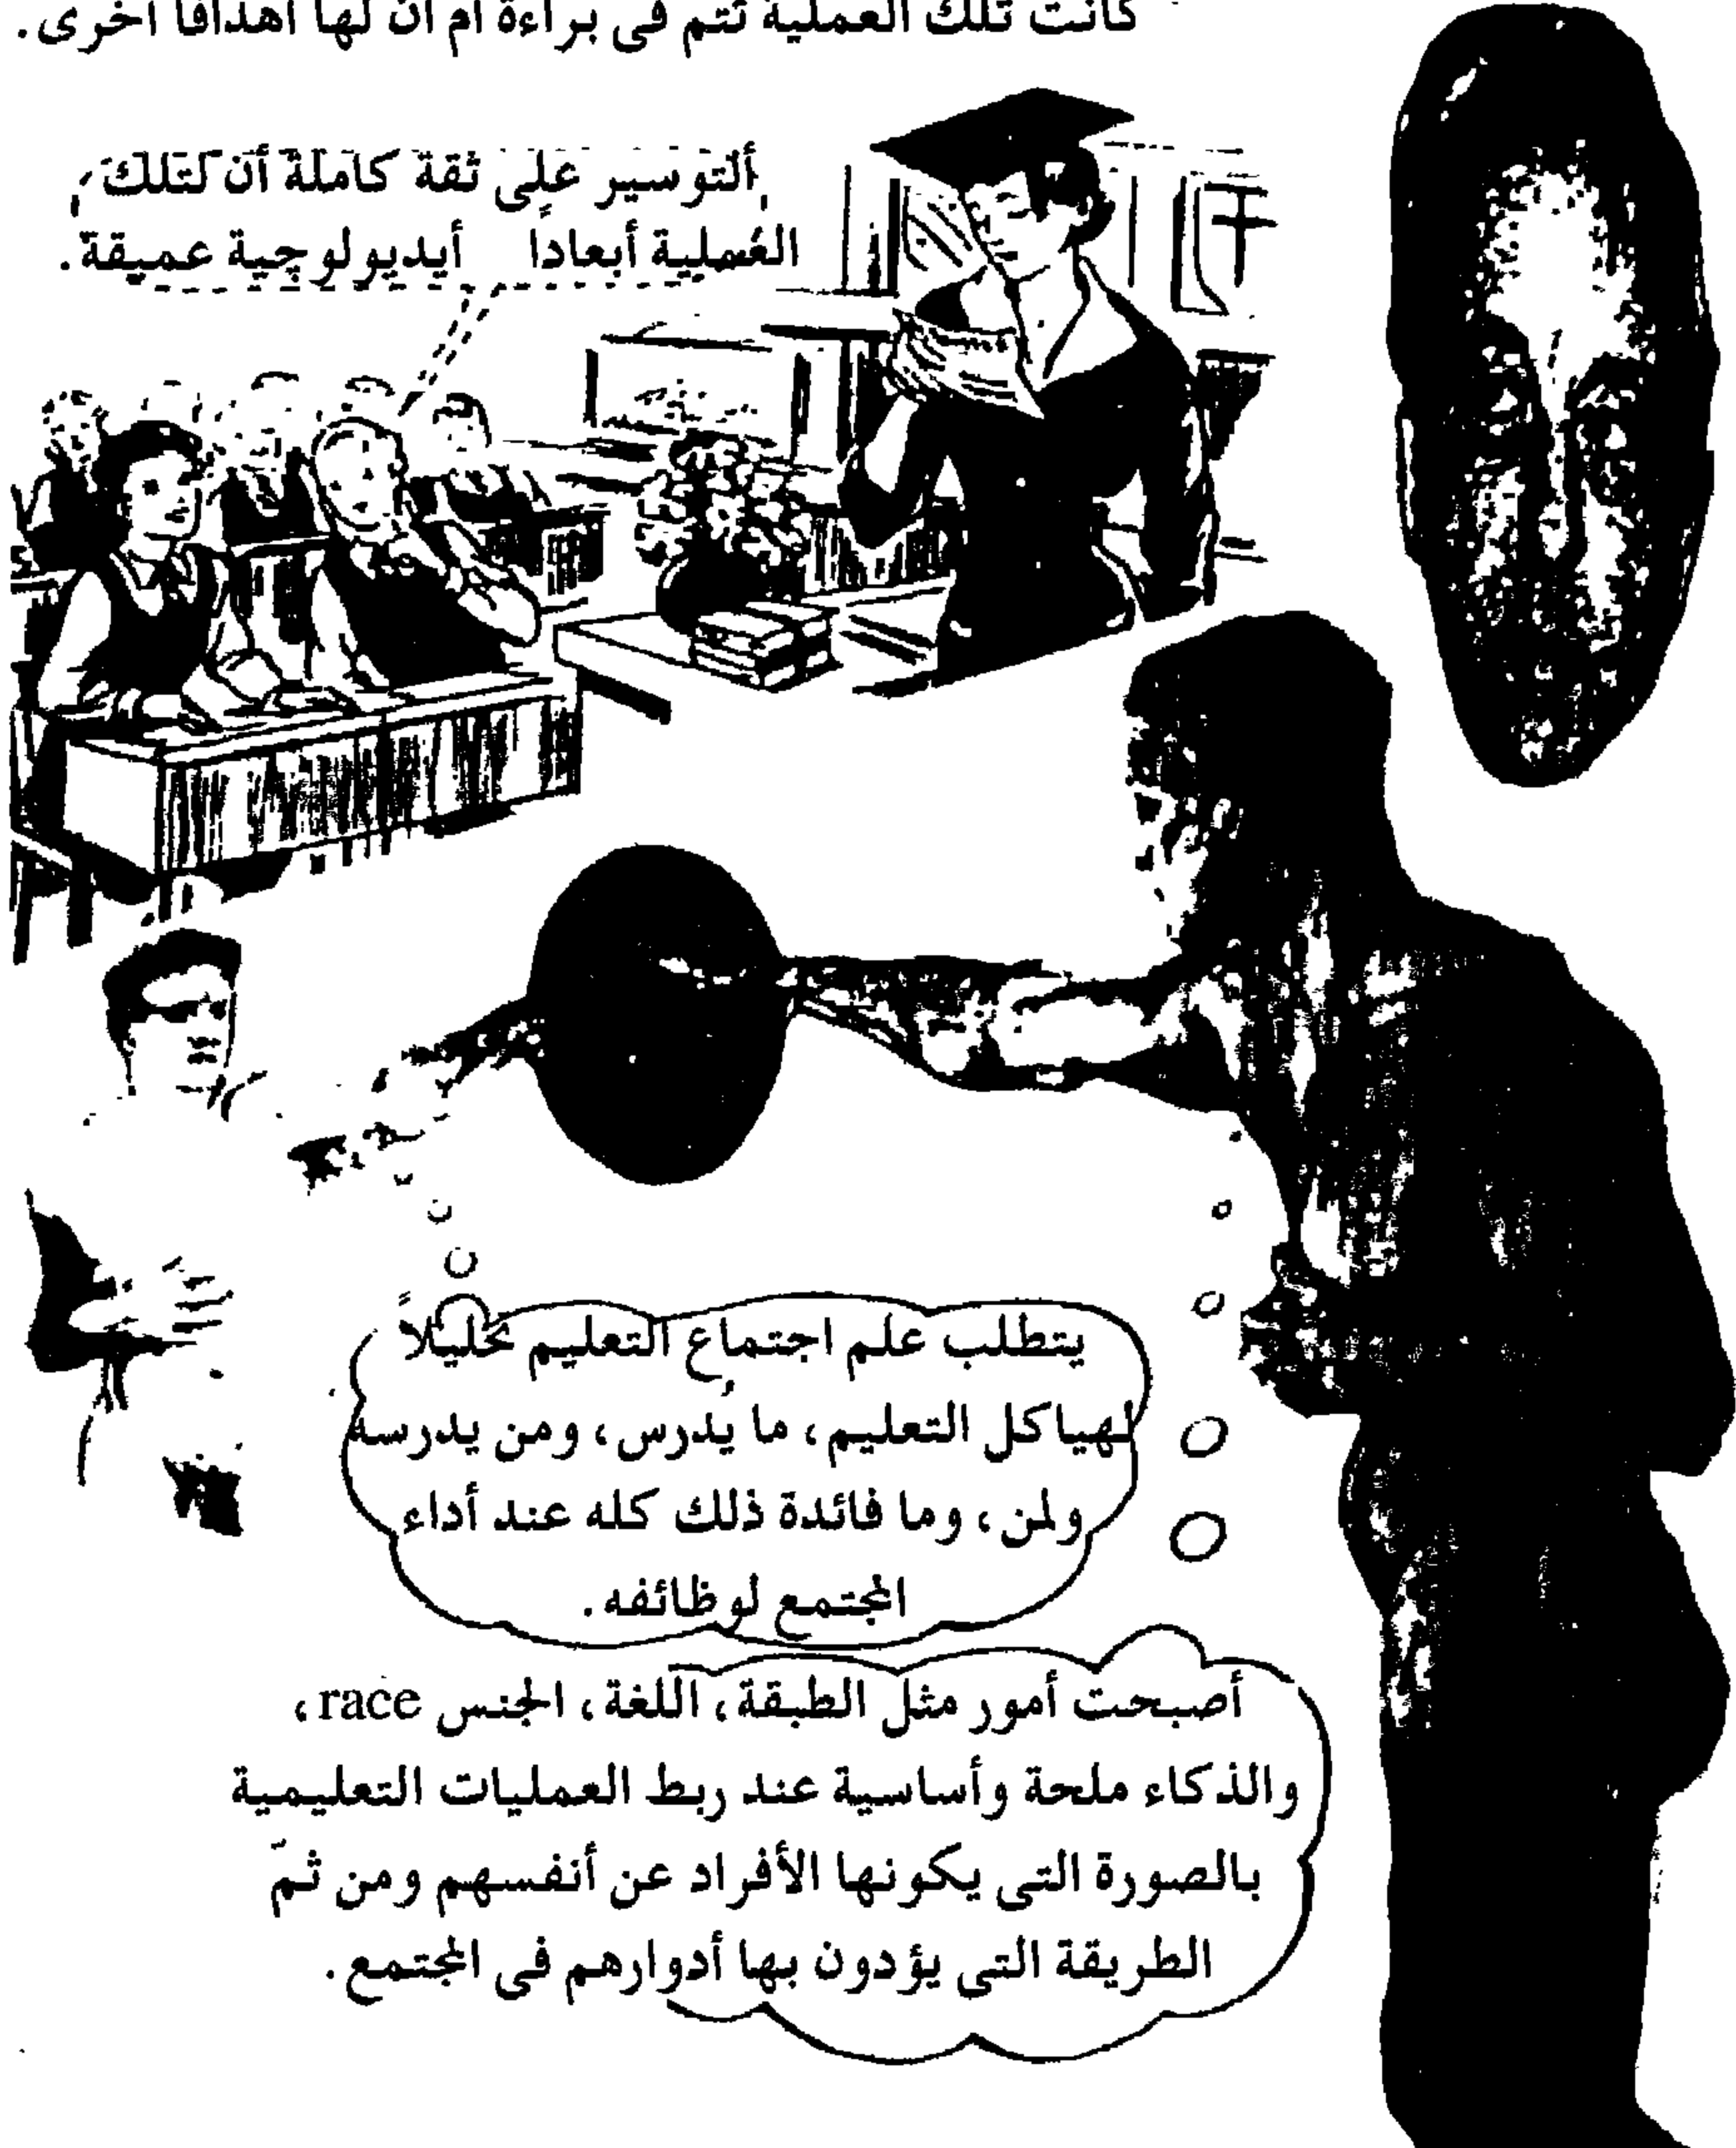 كانت تلك العملية تتم فى براءة أم أن لها أهدافا أخرى.
ألتوسير على ثقة كاملة أن لتلك
العملية أبعاداً أيديولوچية عميقة.
يتطلب علم اجتماع التعليم تحليلاً
لهياكل التعليم، ما يُدرس، ومن يدرسه
ولمن، وما فائدة ذلك كله عند أداء
المجتمع لوظائفه.
أصبحت أمور مثل الطبقة، اللغة، الجنس race،
والذكاء ملحة وأساسية عند ربط العمليات التعليمية
بالصورة التى يكونها الأفراد عن أنفسهم ومن ثمّ
الطريقة التى يؤدون بها أدوارهم فى المجتمع.